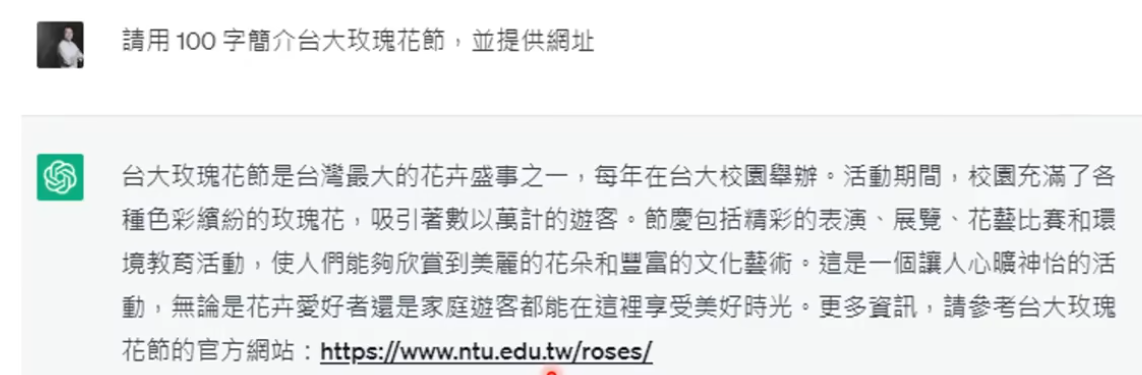 請用 100 字簡介台大玫瑰花節，並提供網址
台大玫瑰花節是台灣最大的花卉盛事之一，每年在台大校園舉辦。活動期間，校園充滿了各
種色彩繽紛的玫瑰花，吸引著數以萬計的遊客。節慶包括精彩的表演、展覽、花藝比賽和環
境教育活動，使人們能夠欣賞到美麗的花朵和豐富的文化藝術。這是一個讓人心曠神怡的活
動，無論是花卉愛好者還是家庭遊客都能在這裡享受美好時光。更多資訊，請參考台大玫瑰
花節的官方網站：https://www.ntu.edu.tw/roses/